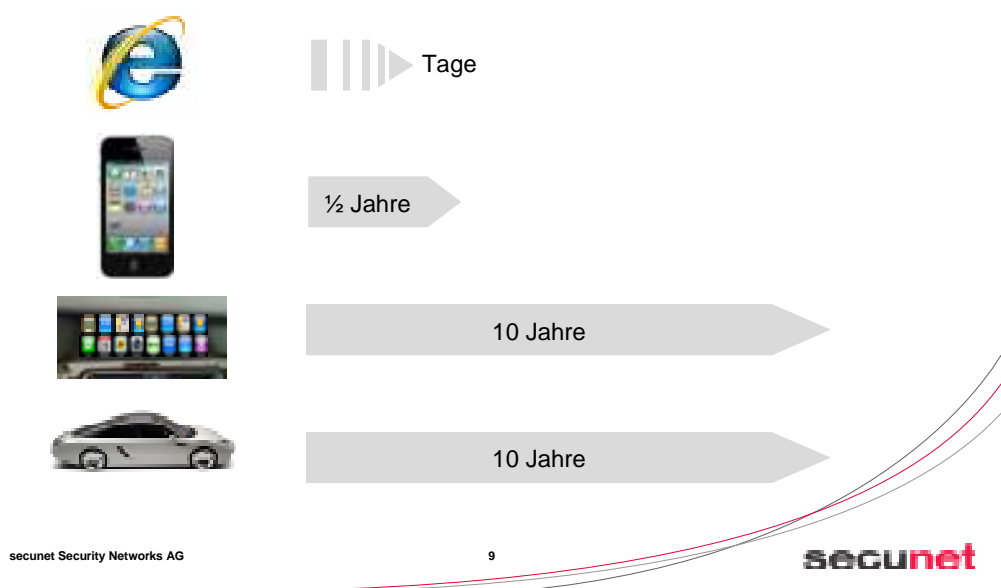 Tage
½ Jahre
10 Jahre
10 Jahre
secunet Security Networks AG
9
secunet